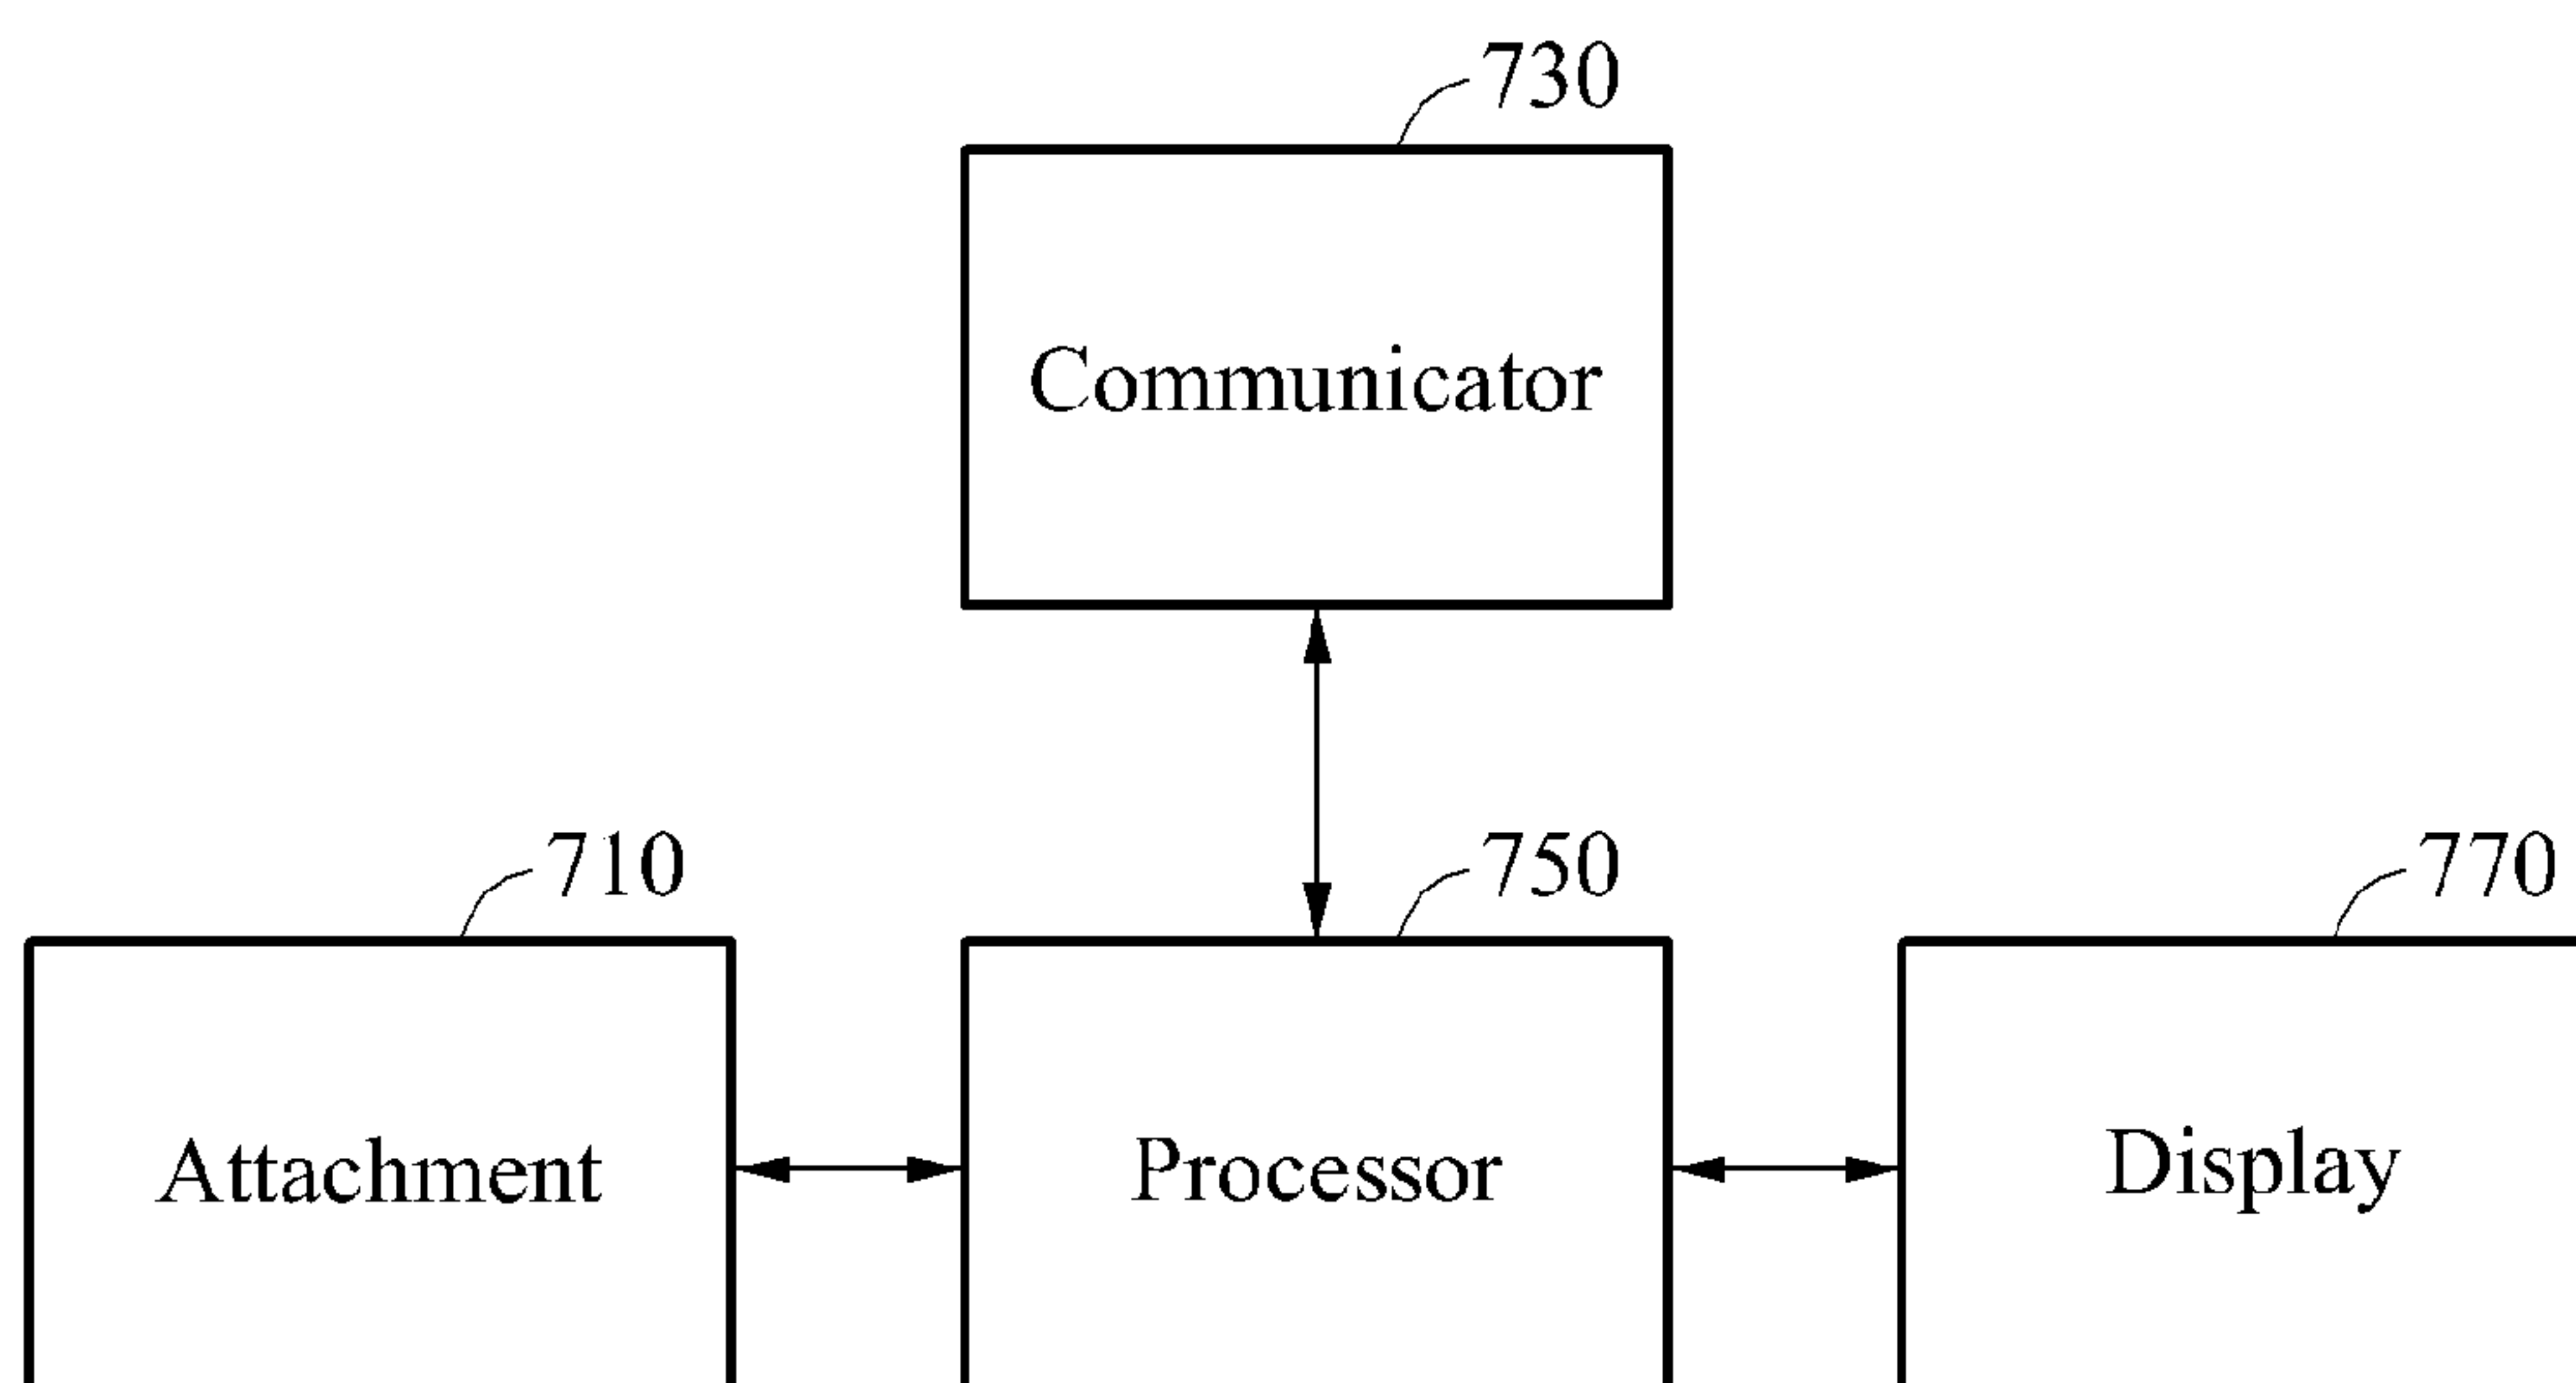 730
Communicator
710
750
770
Attachment
Processor
Display